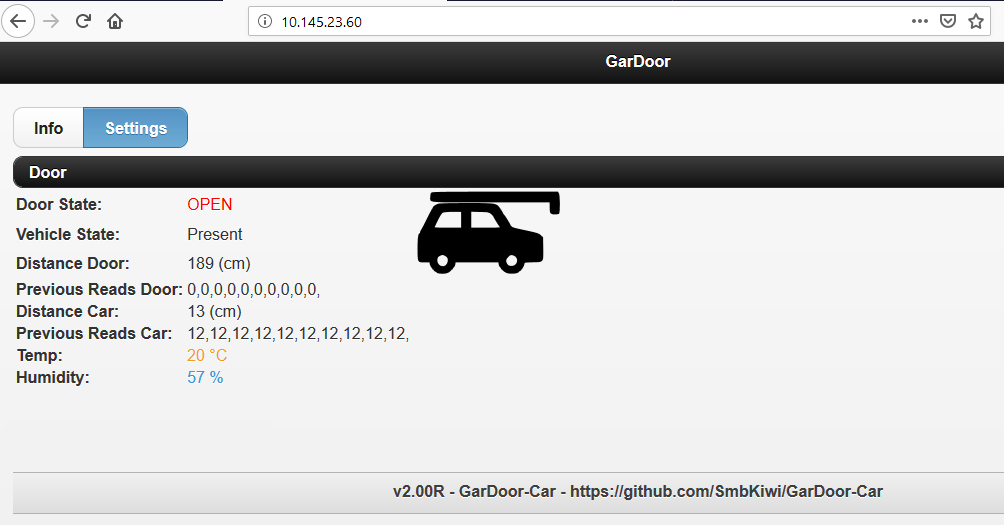 10.145.23.60
GarDoor
Info Settings
Door
Door State: OPEN
Vehicle State: Present
Distance Door: 189 (cm)
Previous Reads Door: 0,0,0,0,0,0,0,0,0,0,
Distance Car: 13 (cm)
Previous Reads Car: 12,12,12,12,12,12,12,12,12,12,
Temp: 20 °C
Humidity: 57 %
v2.00R - GarDoor-Car - https://github.com/SmbKiwi/GarDoor-Car